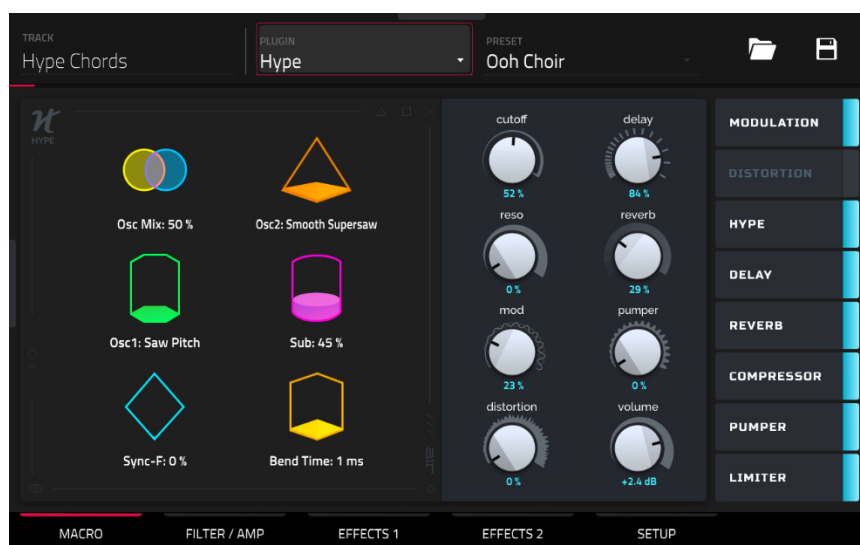 TRACK
Hype Chords
PLUGIN
Hype
PRESET
Ooh Choir
HYPE
Osc Mix: 50 %
Osc2: Smooth Supersaw
Osc1: Saw Pitch
Sub: 45 %
Sync-F: 0 %
Bend Time: 1 ms
AIR
cutoff
delay
52 %
84 %
reso
reverb
0 %
29 %
mod
pumper
23 %
0 %
distortion
volume
0 %
+2.4 dB
MODULATION
DISTORTION
HYPE
DELAY
REVERB
COMPRESSOR
PUMPER
LIMITER
MACRO
FILTER / AMP
EFFECTS 1
EFFECTS 2
SETUP